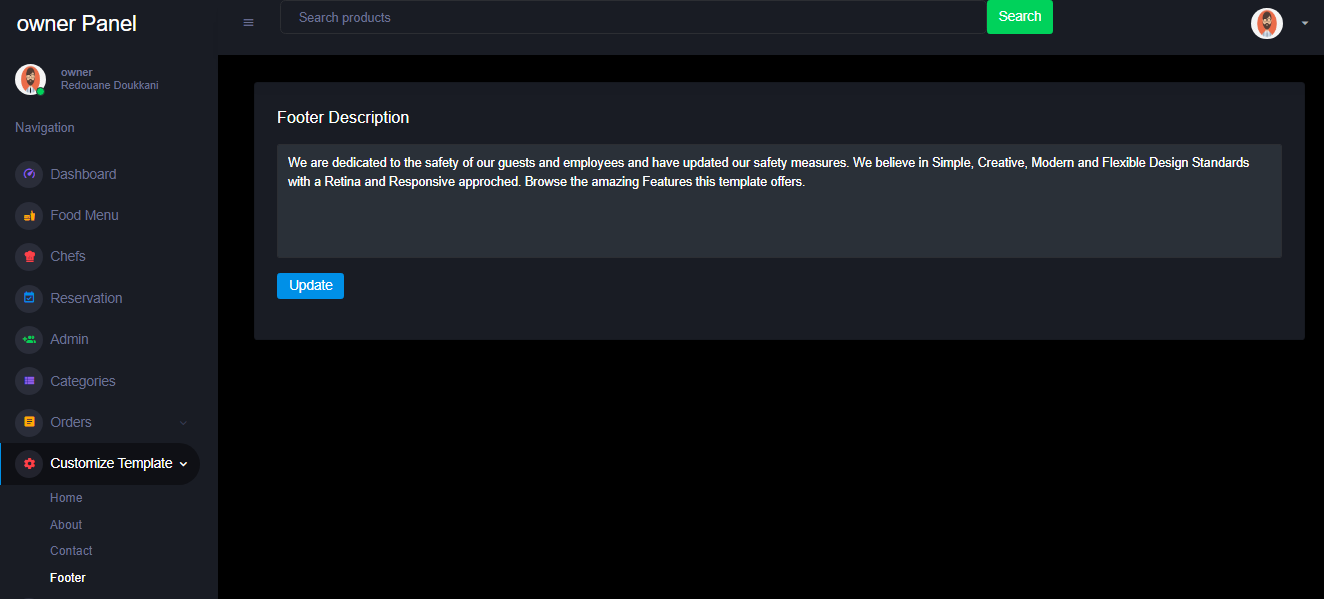 owner Panel
Search products
Search
owner
Redouane Doukkani
Navigation
Dashboard
Food Menu
Chefs
Reservation
Admin
Categories
Orders
Customize Template
Home
About
Contact
Footer
Footer Description
We are dedicated to the safety of our guests and employees and have updated our safety measures. We believe in Simple, Creative, Modern and Flexible Design Standards
with a Retina and Responsive approched. Browse the amazing Features this template offers.
Update